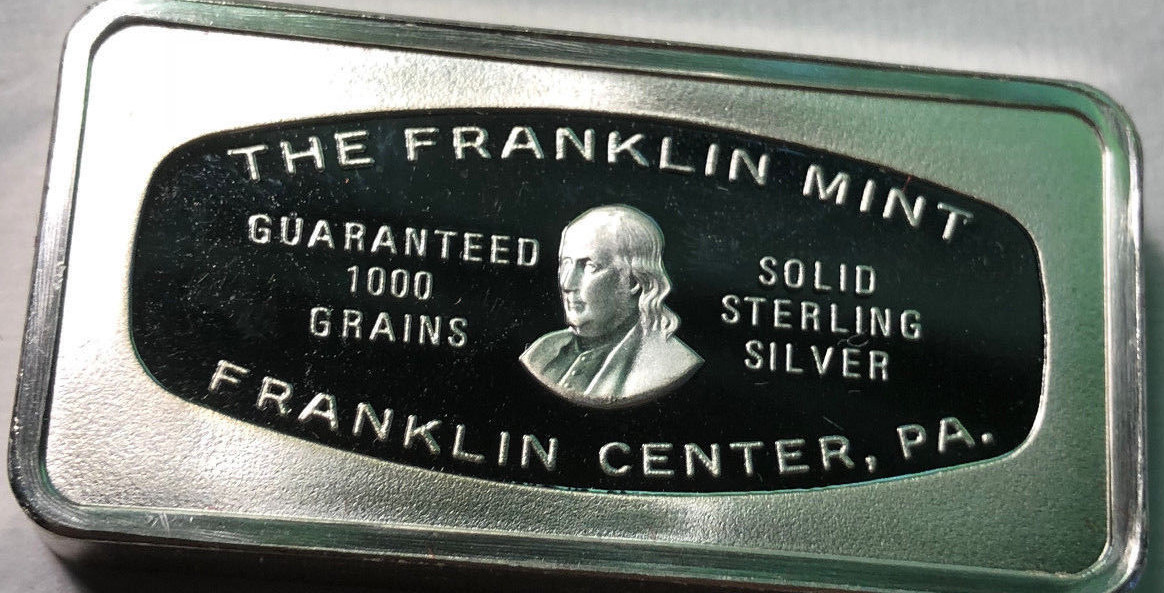 THE FRANKLIN MINT
GUARANTEED
1000
GRAINS
SOLID
STERLING
SILVER
FRANKLIN CENTER, PA.